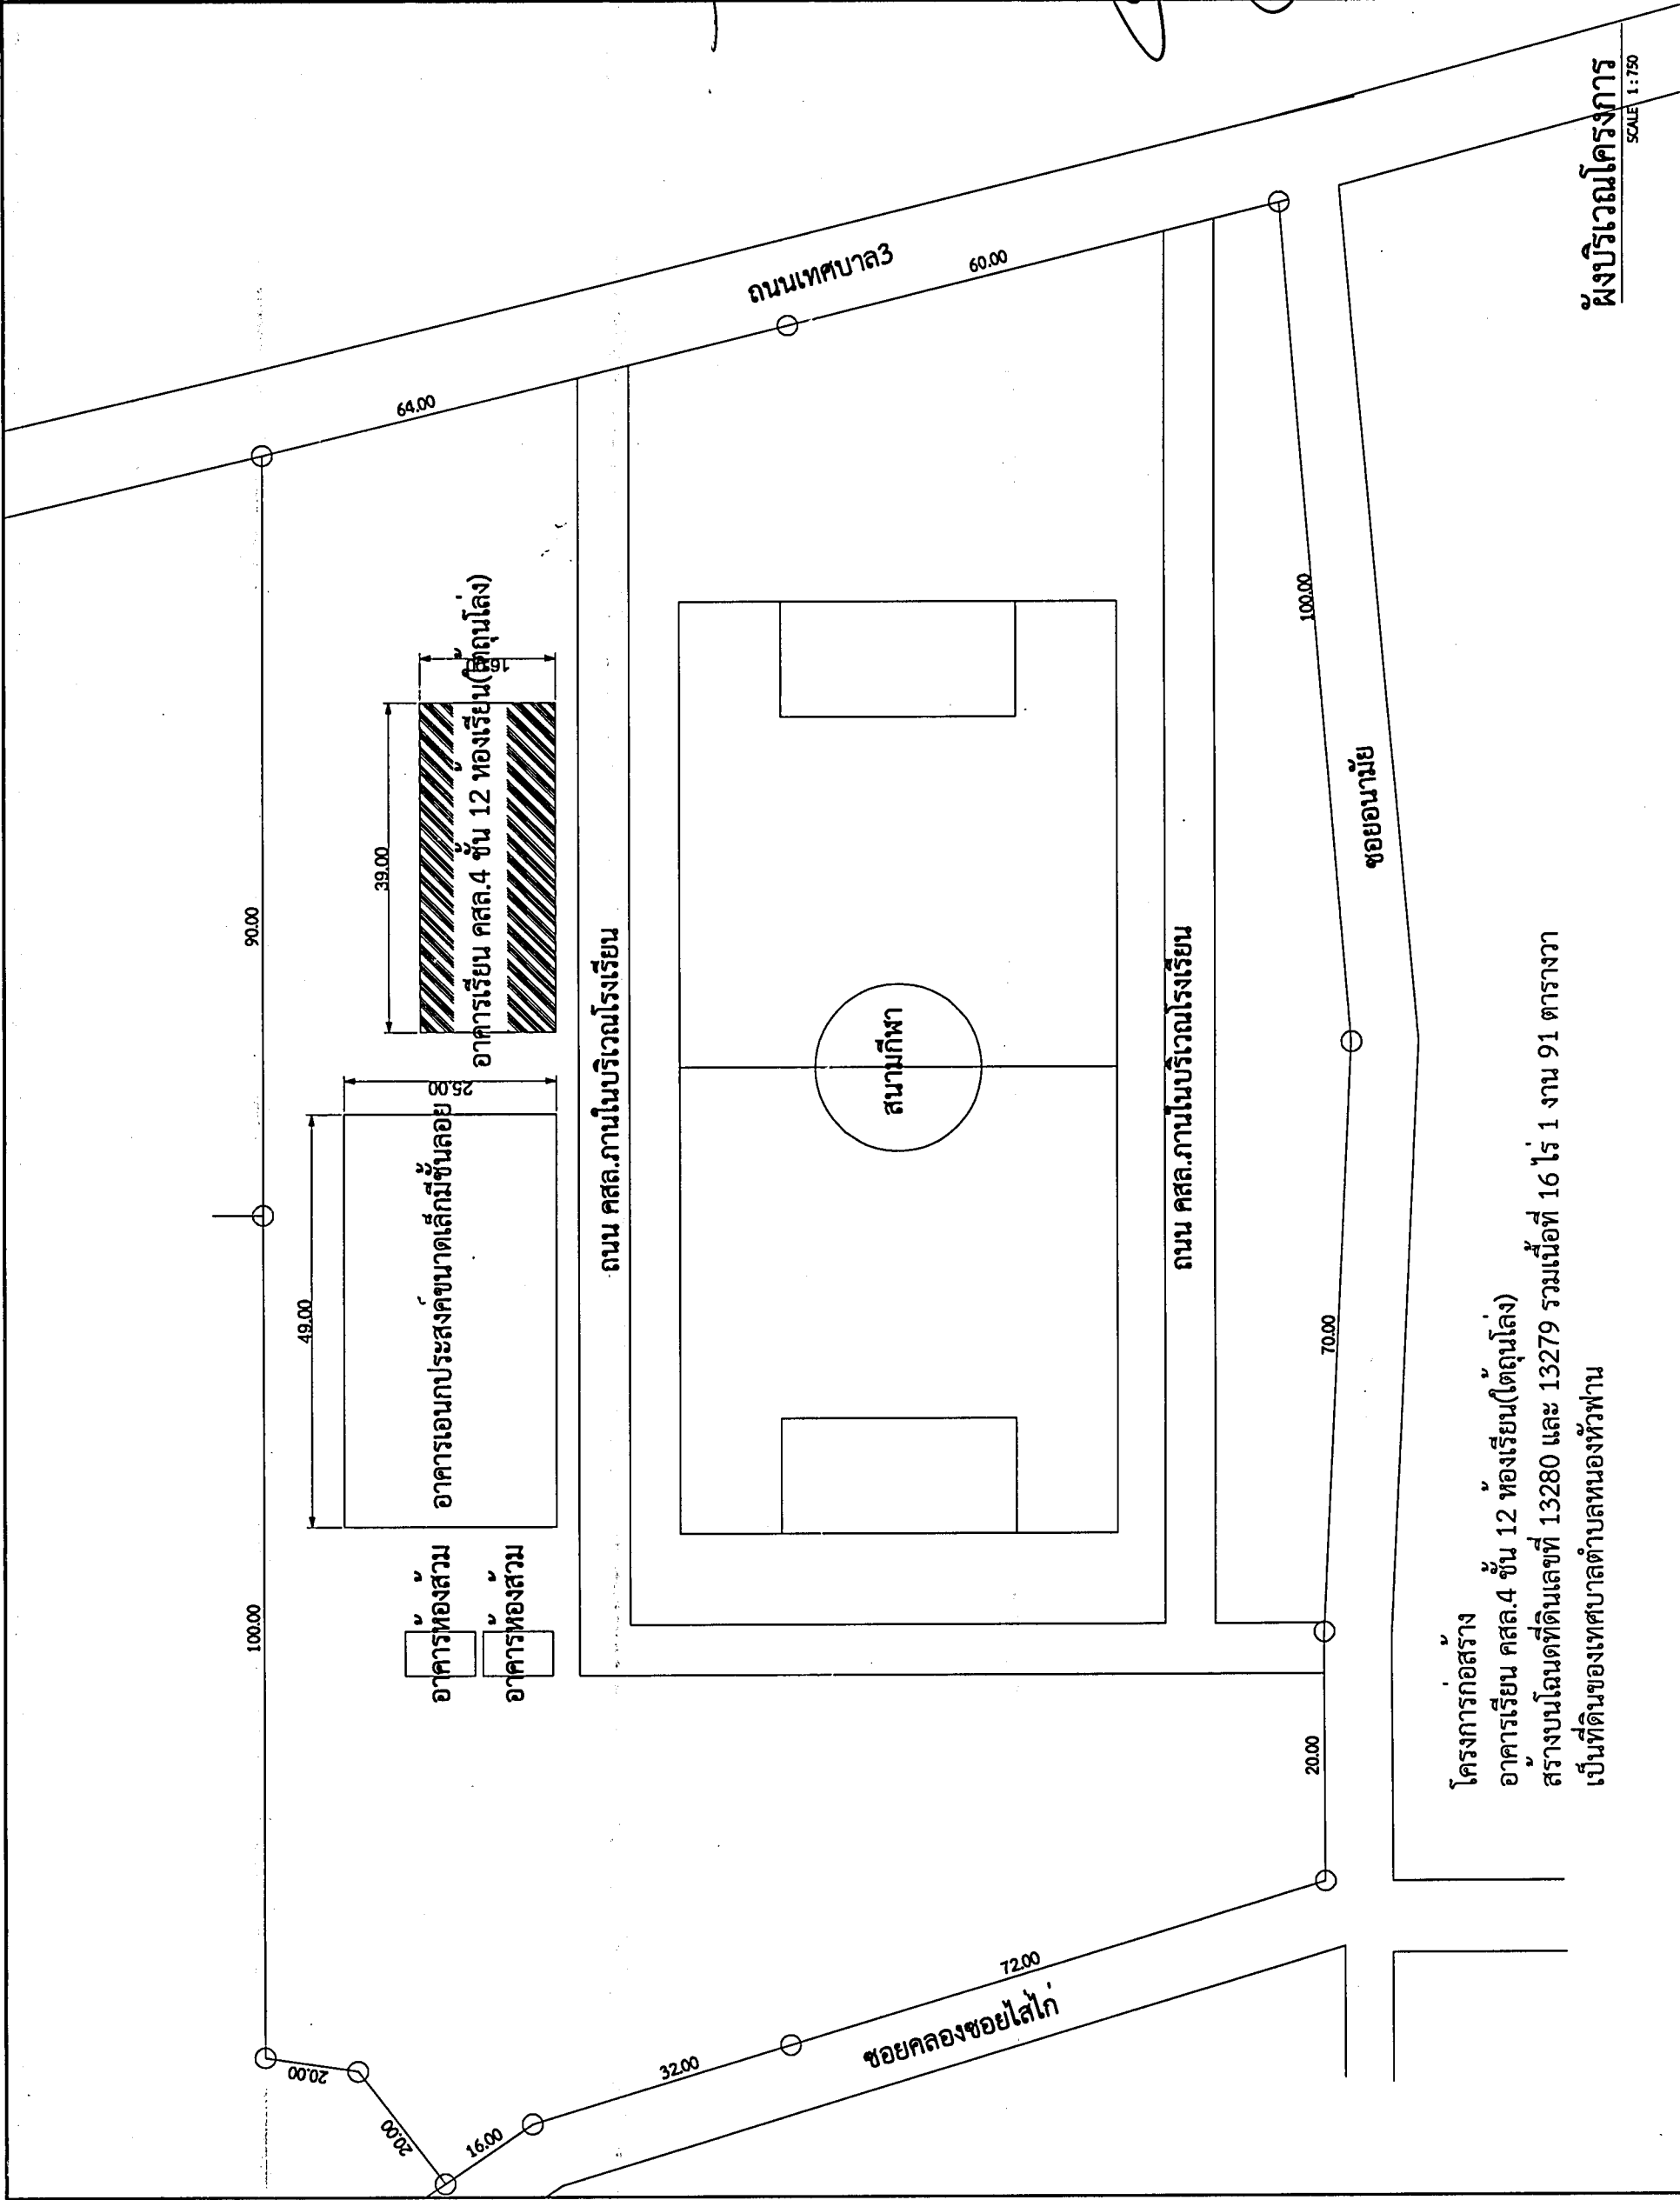 100.00
90.00
20.00
20.00
16.00
32.00
72.00
20.00
70.00
100.00
60.00
64.00
49.00
25.00
39.00
16.00
อาคารห้องส้วม
อาคารห้องส้วม
อาคารเอนกประสงค์ขนาดเล็กมีชั้นลอย
อาคารเรียน คสล.4 ชั้น 12 ห้องเรียน(ใต้ถุนโล่ง)
ถนน คสล.ภานในบริเวณโรงเรียน
สนามกีฬา
ถนน คสล.ภานในบริเวณโรงเรียน
ถนนเทศบาล3
ซอยคลองซอยไส้ไก่
ซอยอนามัย
โครงการก่อสร้าง
อาคารเรียน คสล.4 ชั้น 12 ห้องเรียน(ใต้ถุนโล่ง)
สร้างบนโฉนดที่ดินเลขที่ 13280 และ 13279 รวมเนื้อที่ 16 ไร่ 1 งาน 91 ตารางวา
เป็นที่ดินของเทศบาลตำบลหนองหัวฟาน
ผังบริเวณโครงการ
SCALE 1:750